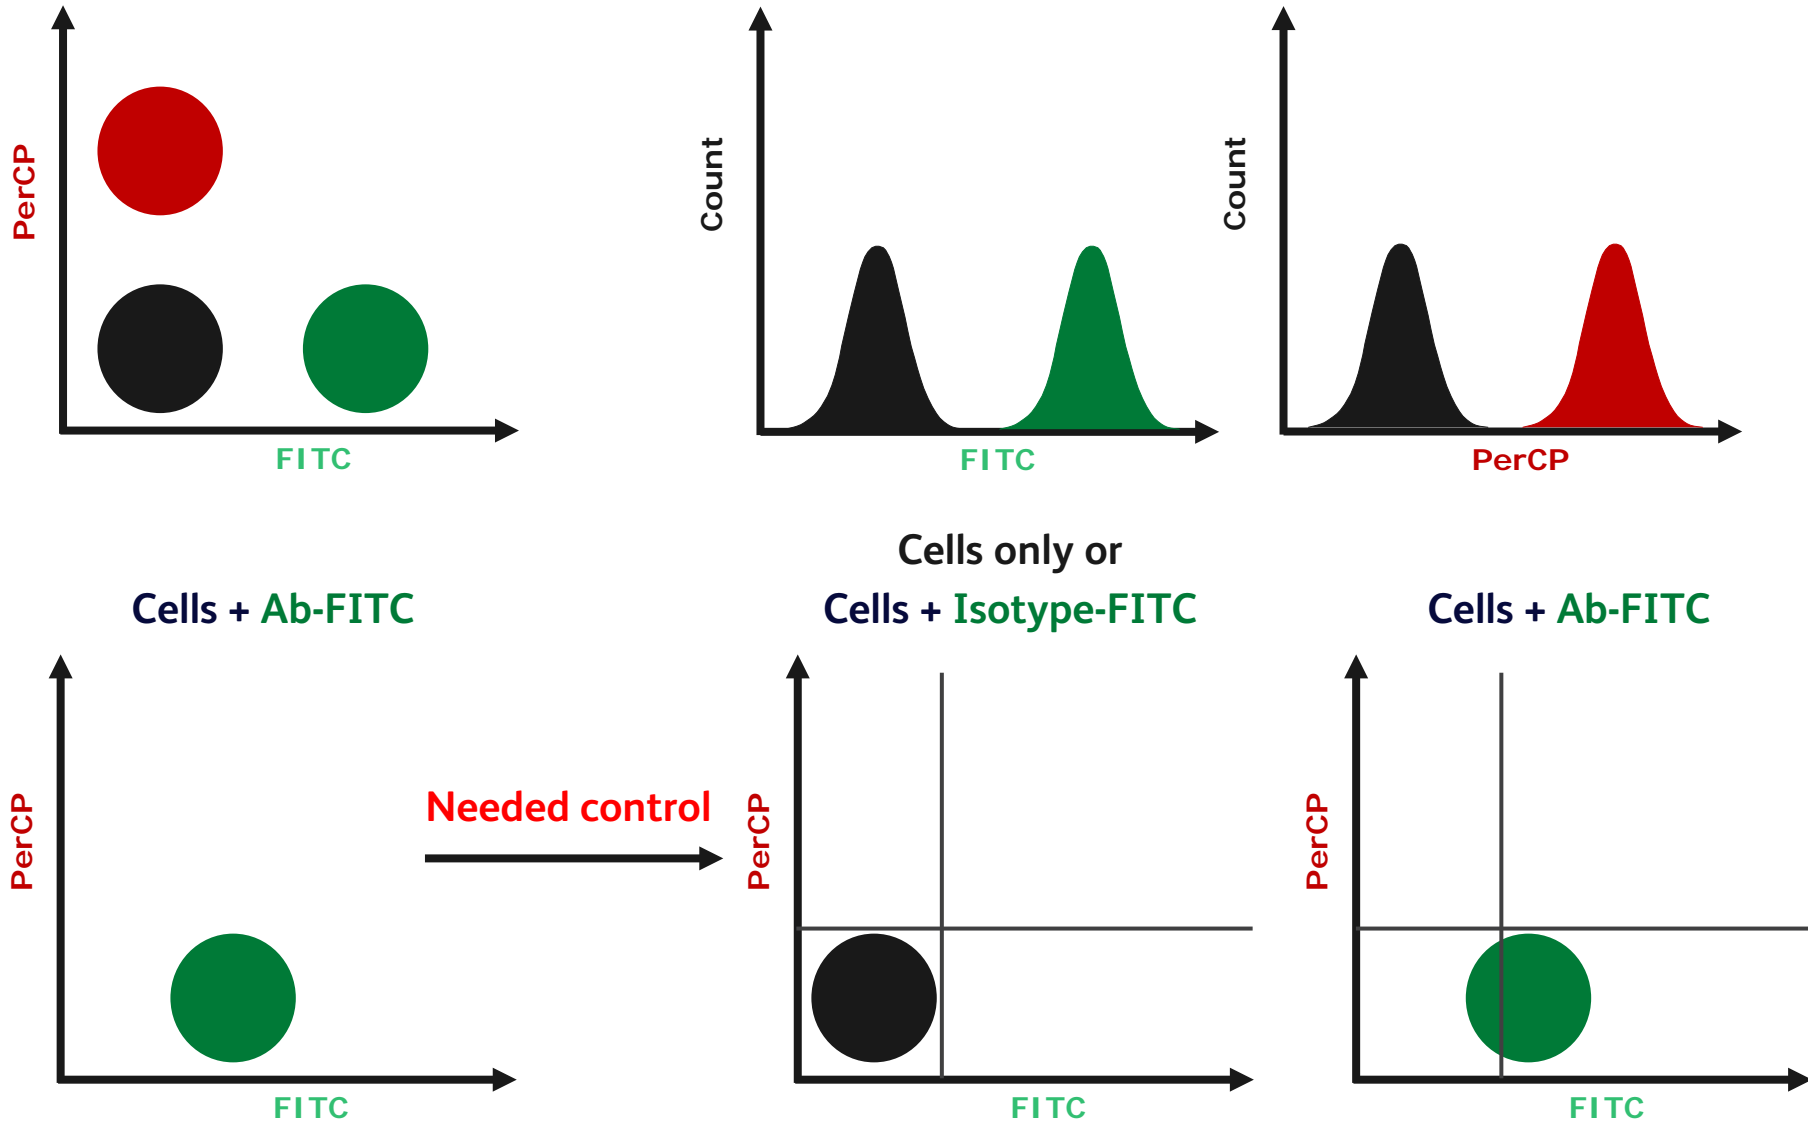 PerCP
FITC
Count
FITC
Count
PerCP
Cells + Ab-FITC
Cells only or
Cells + Isotype-FITC
Cells + Ab-FITC
PerCP
FITC
Needed control
PerCP
FITC
PerCP
FITC